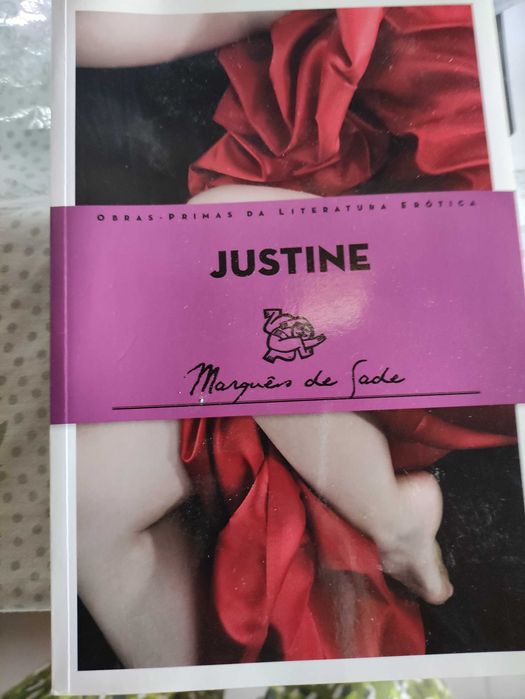 OBRAS-PRIMAS DA LITERATURA ERÓTICA
JUSTINE
Marquês de Sade